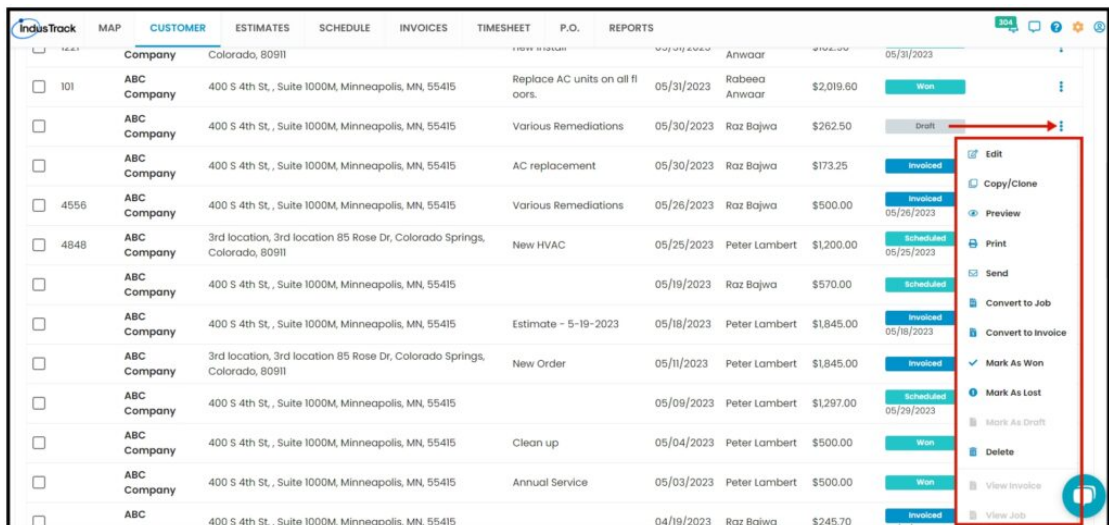 IndusTrack MAP CUSTOMER ESTIMATES SCHEDULE INVOICES TIMESHEET P.O. REPORTS 304
Company Colorado, 80911 Anwaar 05/31/2023
ABC Replace AC units on all fl Rabeea
101 400 S 4th St, , Suite 1000M, Minneapolis, MN, 55415 05/31/2023 $2,019.60 Won
Company oors. Anwaar
ABC
400 S 4th St, , Suite 1000M, Minneapolis, MN, 55415 Various Remediations 05/30/2023 Raz Bajwa $262.50 Draft
Company
ABC
400 S 4th St, , Suite 1000M, Minneapolis, MN, 55415 AC replacement 05/30/2023 Raz Bajwa $173.25 Invoiced
Company
ABC Invoiced
4556 400 S 4th St, , Suite 1000M, Minneapolis, MN, 55415 Various Remediations 05/26/2023 Raz Bajwa $500.00
Company 05/26/2023
ABC 3rd location, 3rd location 85 Rose Dr, Colorado Springs, Scheduled
4848 New HVAC 05/25/2023 Peter Lambert $1,200.00
Company Colorado, 80911 05/25/2023
ABC
400 S 4th St, , Suite 1000M, Minneapolis, MN, 55415 05/19/2023 Raz Bajwa $570.00 Scheduled
Company
ABC Invoiced
400 S 4th St, , Suite 1000M, Minneapolis, MN, 55415 Estimate - 5-19-2023 05/18/2023 Peter Lambert $1,845.00
Company 05/18/2023
ABC 3rd location, 3rd location 85 Rose Dr, Colorado Springs,
New Order 05/11/2023 Peter Lambert $1,845.00 Invoiced
Company Colorado, 80911
ABC Scheduled
400 S 4th St, , Suite 1000M, Minneapolis, MN, 55415 05/09/2023 Peter Lambert $1,297.00
Company 05/29/2023
ABC
400 S 4th St, , Suite 1000M, Minneapolis, MN, 55415 Clean up 05/04/2023 Peter Lambert $500.00 Won
Company
ABC
400 S 4th St, , Suite 1000M, Minneapolis, MN, 55415 Annual Service 05/03/2023 Peter Lambert $500.00 Won
Company
ABC
400 S 4th St, , Suite 1000M, Minneapolis, MN, 55415 04/19/2023 Raz Bajwa $245.70 Invoiced
Edit
Copy/Clone
Preview
Print
Send
Convert to Job
Convert to Invoice
Mark As Won
Mark As Lost
Mark As Draft
Delete
View Invoice
View Job